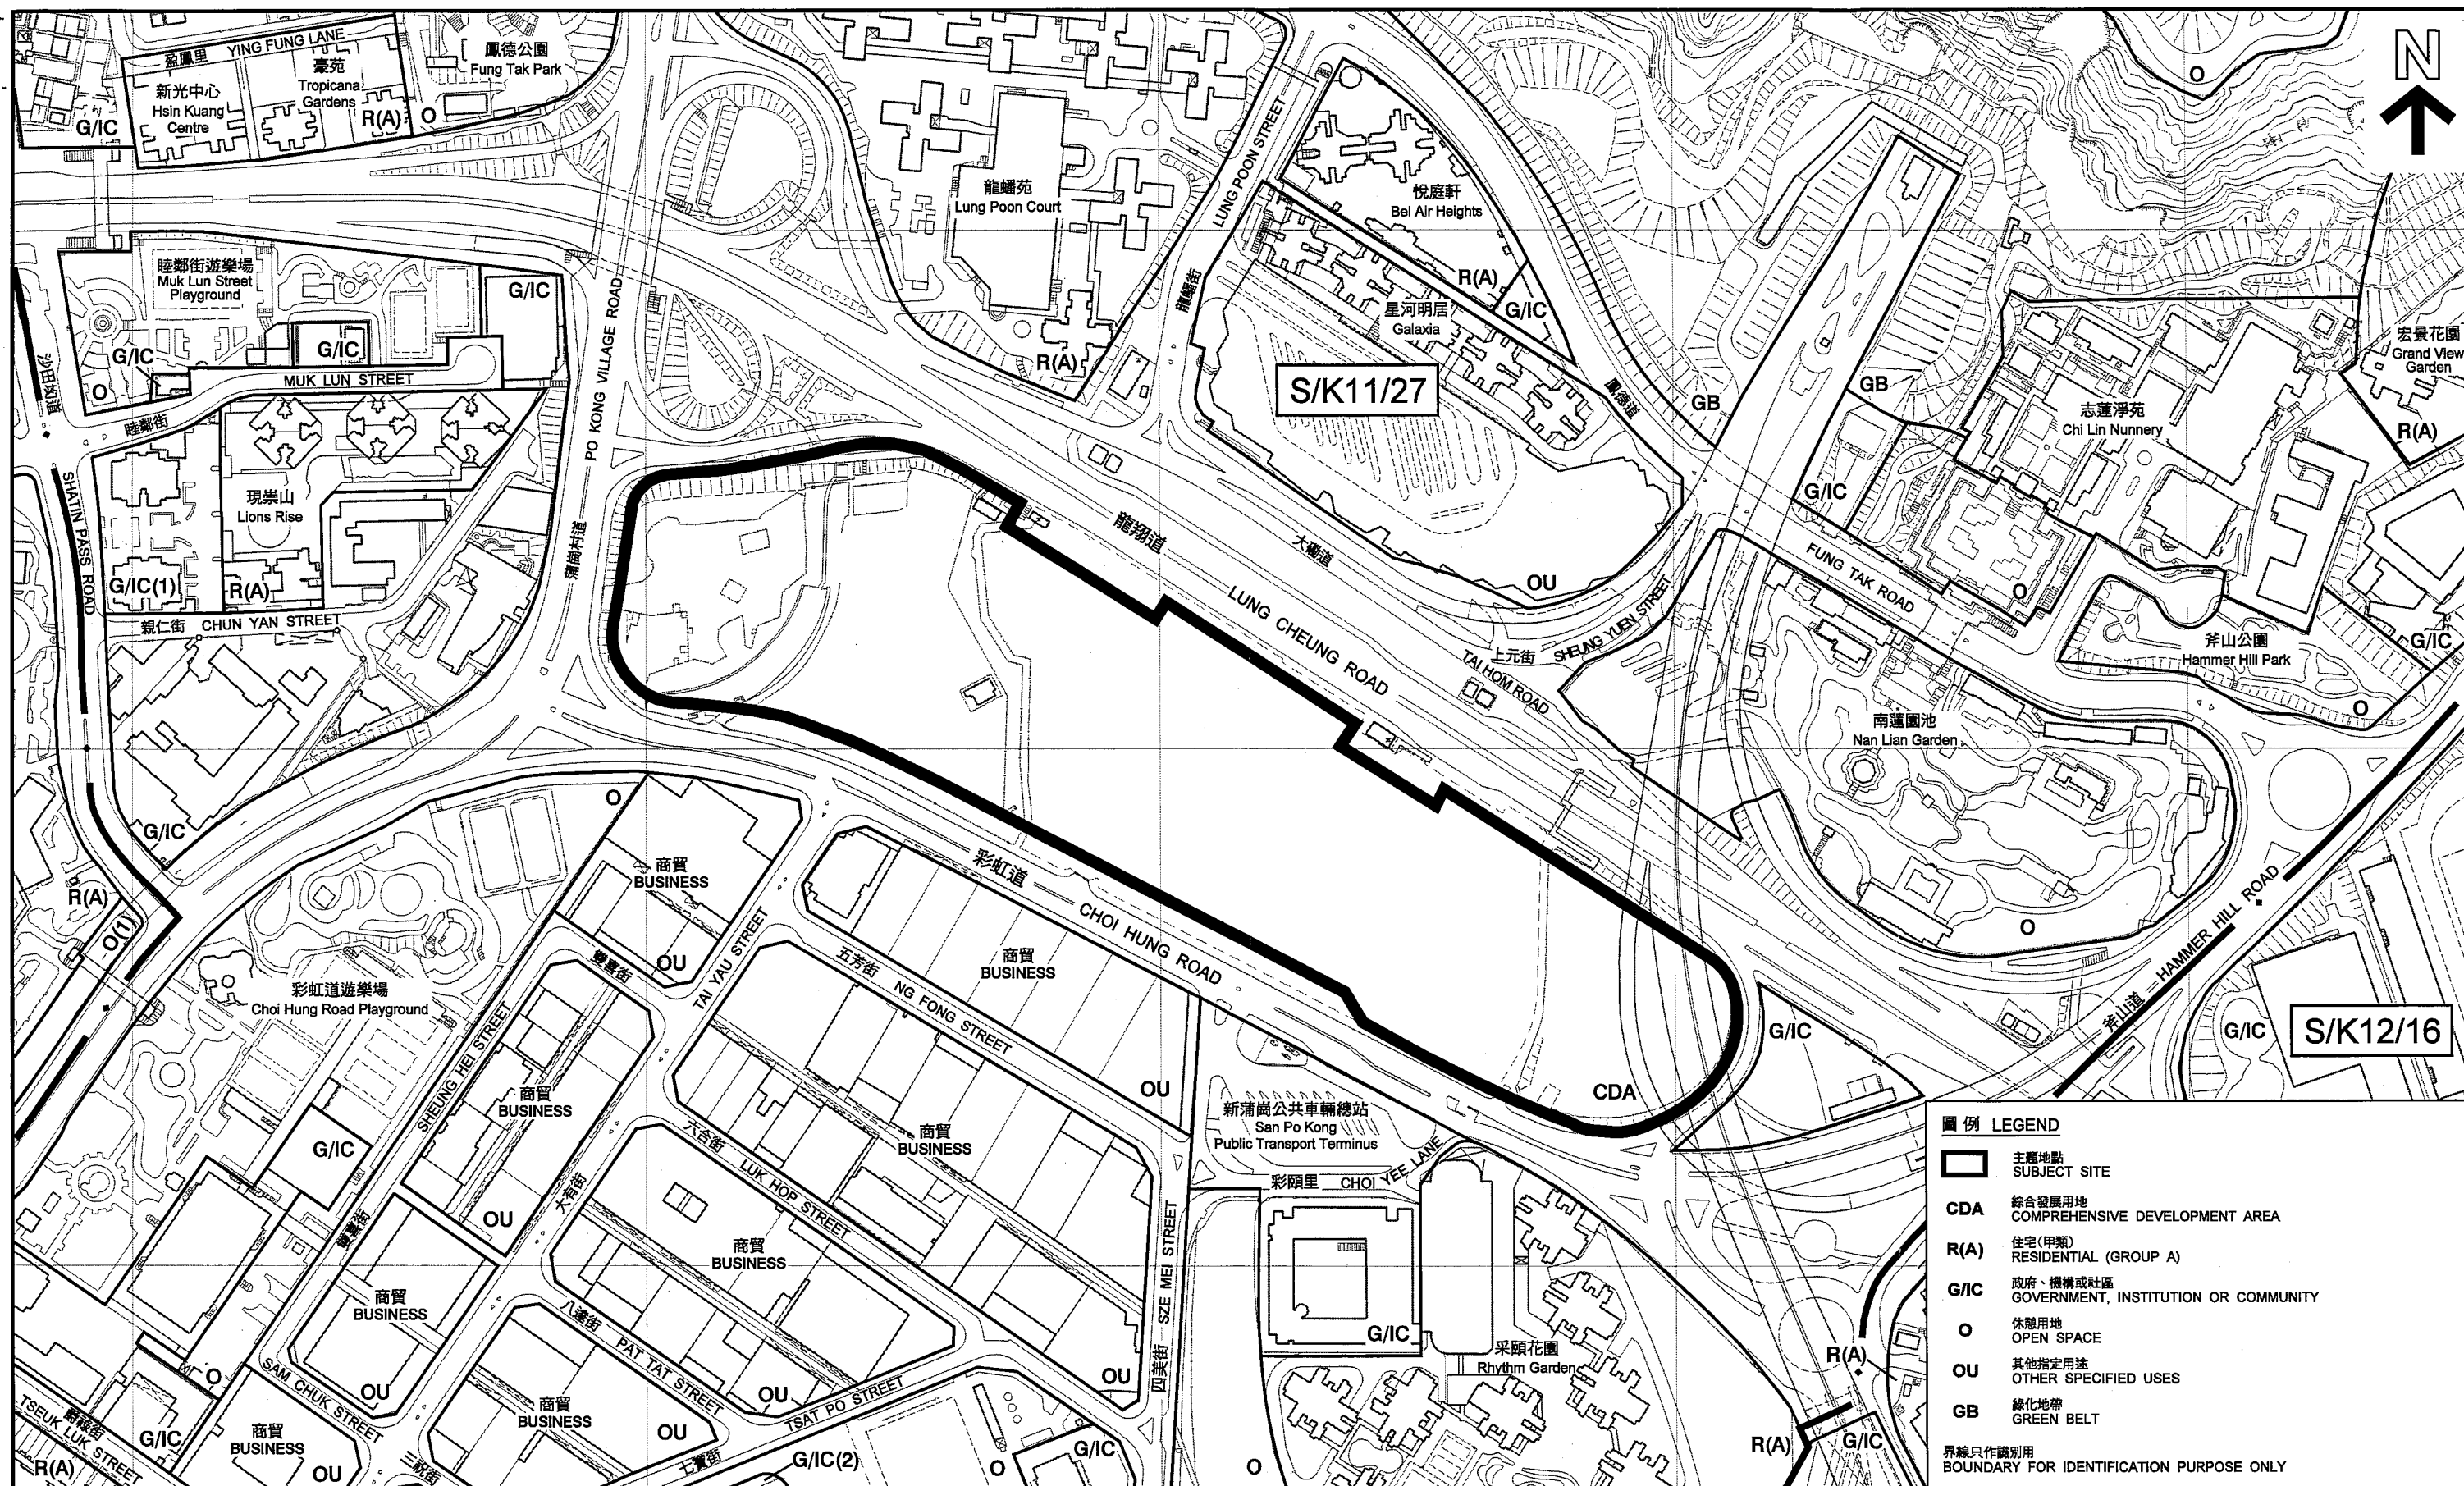 盈鳳里 YING FUNG LANE
鳳德公園
Fung Tak Park
豪苑
Tropicana
Gardens
新光中心
Hsin Kuang
Centre
G/IC
R(A)
O
O
N
龍蟠苑
Lung Poon Court
LUNG POON STREET
龍蟠街
悅庭軒
Bel Air Heights
R(A)
G/IC
星河明居
Galaxia
S/K11/27
睦鄰街遊樂場
Muk Lun Street
Playground
G/IC
G/IC
G/IC
O
MUK LUN STREET
睦鄰街
R(A)
PO KONG VILLAGE ROAD
蒲崗村道
沙田坳道
SHATIN PASS ROAD
現崇山
Lions Rise
G/IC(1)
R(A)
親仁街 CHUN YAN STREET
鳳德道
GB
GB
G/IC
志蓮淨苑
Chi Lin Nunnery
宏景花園
Grand View
Garden
R(A)
龍翔道
LUNG CHEUNG ROAD
大磡道
TAI HOM ROAD
OU
上元街 SHEUNG YUEN STREET
FUNG TAK ROAD
O
斧山公園
Hammer Hill Park
G/IC
O
南蓮園池
Nan Lian Garden
O
斧山道 HAMMER HILL ROAD
G/IC
R(A)
O(1)
O
彩虹道遊樂場
Choi Hung Road Playground
商貿
BUSINESS
OU
TAI YAU STREET
雙喜街
SHEUNG HEI STREET
彩虹道
CHOI HUNG ROAD
商貿
BUSINESS
五芳街
NG FONG STREET
OU
CDA
G/IC
G/IC
S/K12/16
商貿
BUSINESS
OU
商貿
BUSINESS
新蒲崗公共車輛總站
San Po Kong
Public Transport Terminus
彩頤里 CHOI YEE LANE
G/IC
六合街
LUK HOP STREET
大有街
雙喜街
商貿
BUSINESS
SZE MEI STREET
四美街
G/IC
采頤花園
Rhythm Garden
商貿
BUSINESS
OU
八達街 PAT TAT STREET
OU
TSAT PO STREET
七寶街
OU
O
SAM CHUK STREET
三祝街
TSEUK LUK STREET
爵祿街
G/IC
R(A)
商貿
BUSINESS
OU
商貿
BUSINESS
OU
G/IC(2)
O
G/IC
O
R(A)
R(A)
G/IC
圖例 LEGEND
主題地點
SUBJECT SITE
CDA
綜合發展用地
COMPREHENSIVE DEVELOPMENT AREA
R(A)
住宅(甲類)
RESIDENTIAL (GROUP A)
G/IC
政府、機構或社區
GOVERNMENT, INSTITUTION OR COMMUNITY
O
休憩用地
OPEN SPACE
OU
其他指定用途
OTHER SPECIFIED USES
GB
綠化地帶
GREEN BELT
界線只作識別用
BOUNDARY FOR IDENTIFICATION PURPOSE ONLY